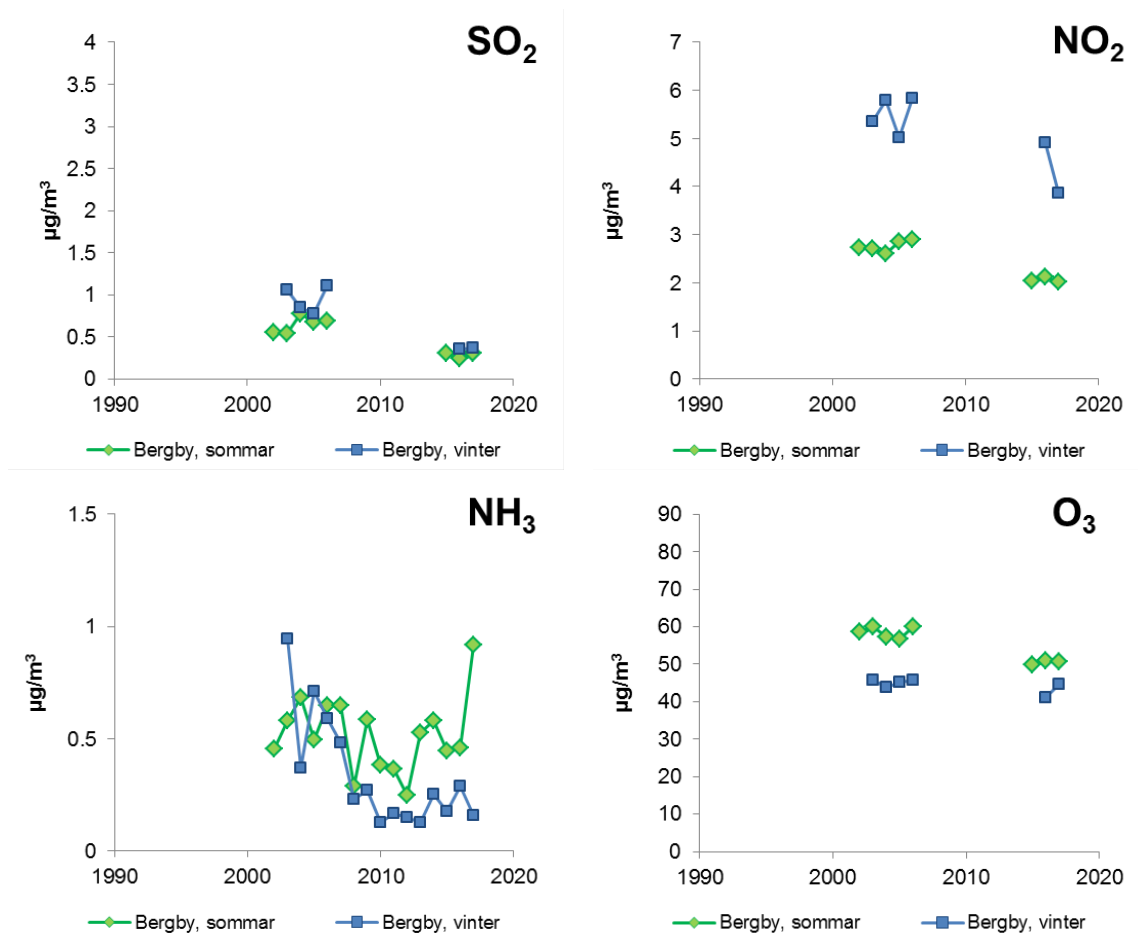 SO₂
4
3.5
3
2.5
2
1.5
1
0.5
0
µg/m³
1990 2000 2010 2020
Bergby, sommar Bergby, vinter
NO₂
7
6
5
4
3
2
1
0
µg/m³
1990 2000 2010 2020
Bergby, sommar Bergby, vinter
NH₃
1.5
1
0.5
0
µg/m³
1990 2000 2010 2020
Bergby, sommar Bergby, vinter
O₃
90
80
70
60
50
40
30
20
10
0
µg/m³
1990 2000 2010 2020
Bergby, sommar Bergby, vinter